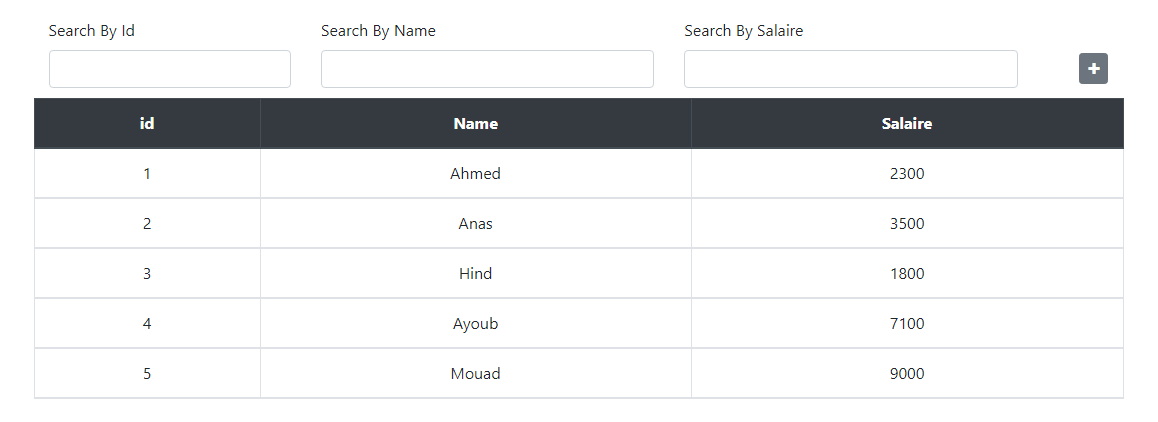 Search By Id Search By Name Search By Salaire
+
id Name Salaire
1 Ahmed 2300
2 Anas 3500
3 Hind 1800
4 Ayoub 7100
5 Mouad 9000